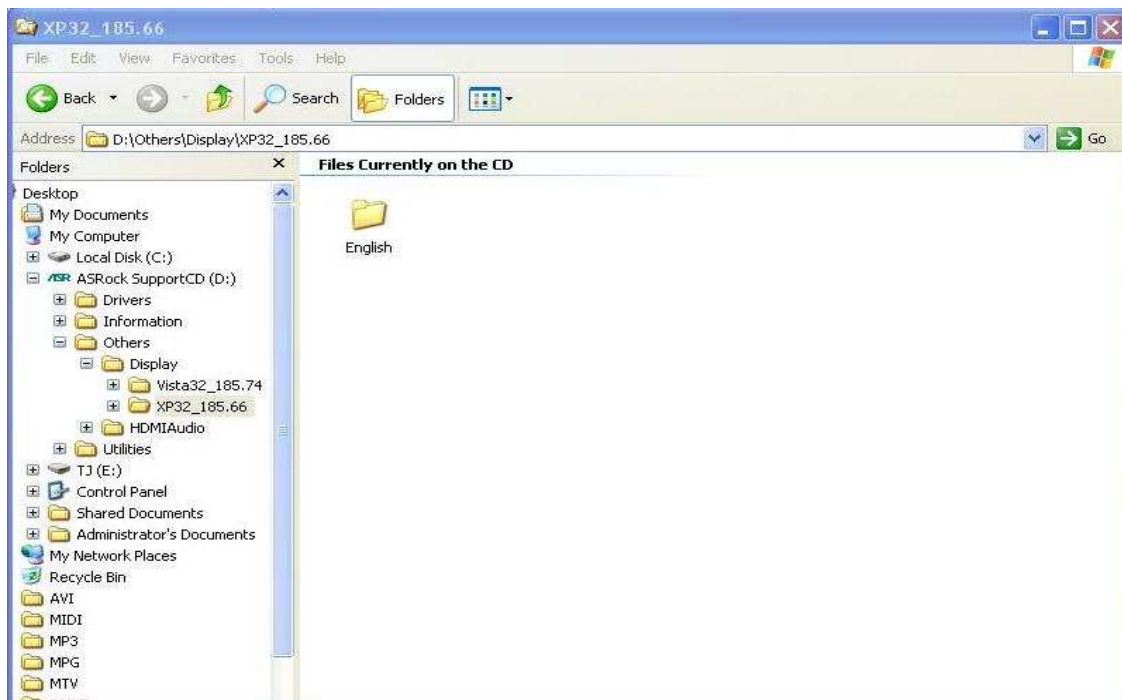 XP32_185.66
File Edit View Favorites Tools Help
Back Search Folders
Address D:\Others\Display\XP32_185.66 Go
Folders
Files Currently on the CD
English
Desktop
My Documents
My Computer
Local Disk (C:)
ASR ASRock SupportCD (D:)
Drivers
Information
Others
Display
Vista32_185.74
XP32_185.66
HDMIAudio
Utilities
TJ (E:)
Control Panel
Shared Documents
Administrator's Documents
My Network Places
Recycle Bin
AVI
MIDI
MP3
MPG
MTV